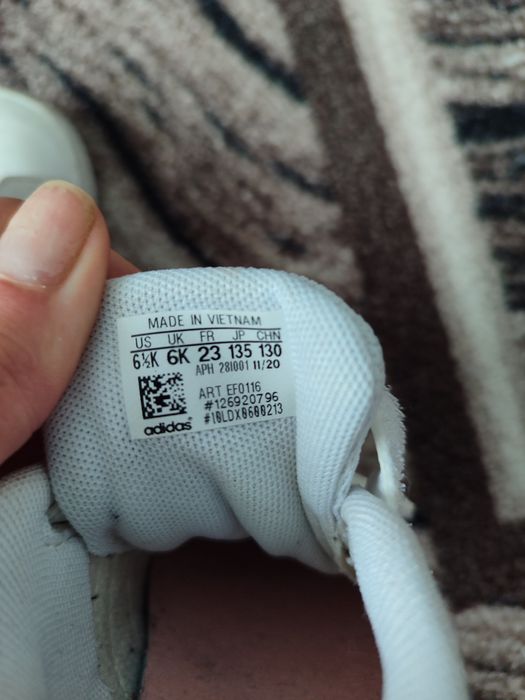 MADE IN VIETNAM
US UK FR JP CHN
6½K 6K 23 135 130
APH 281001 11/20
ART EF0116
#126920796
#10LDX0600213
adidas